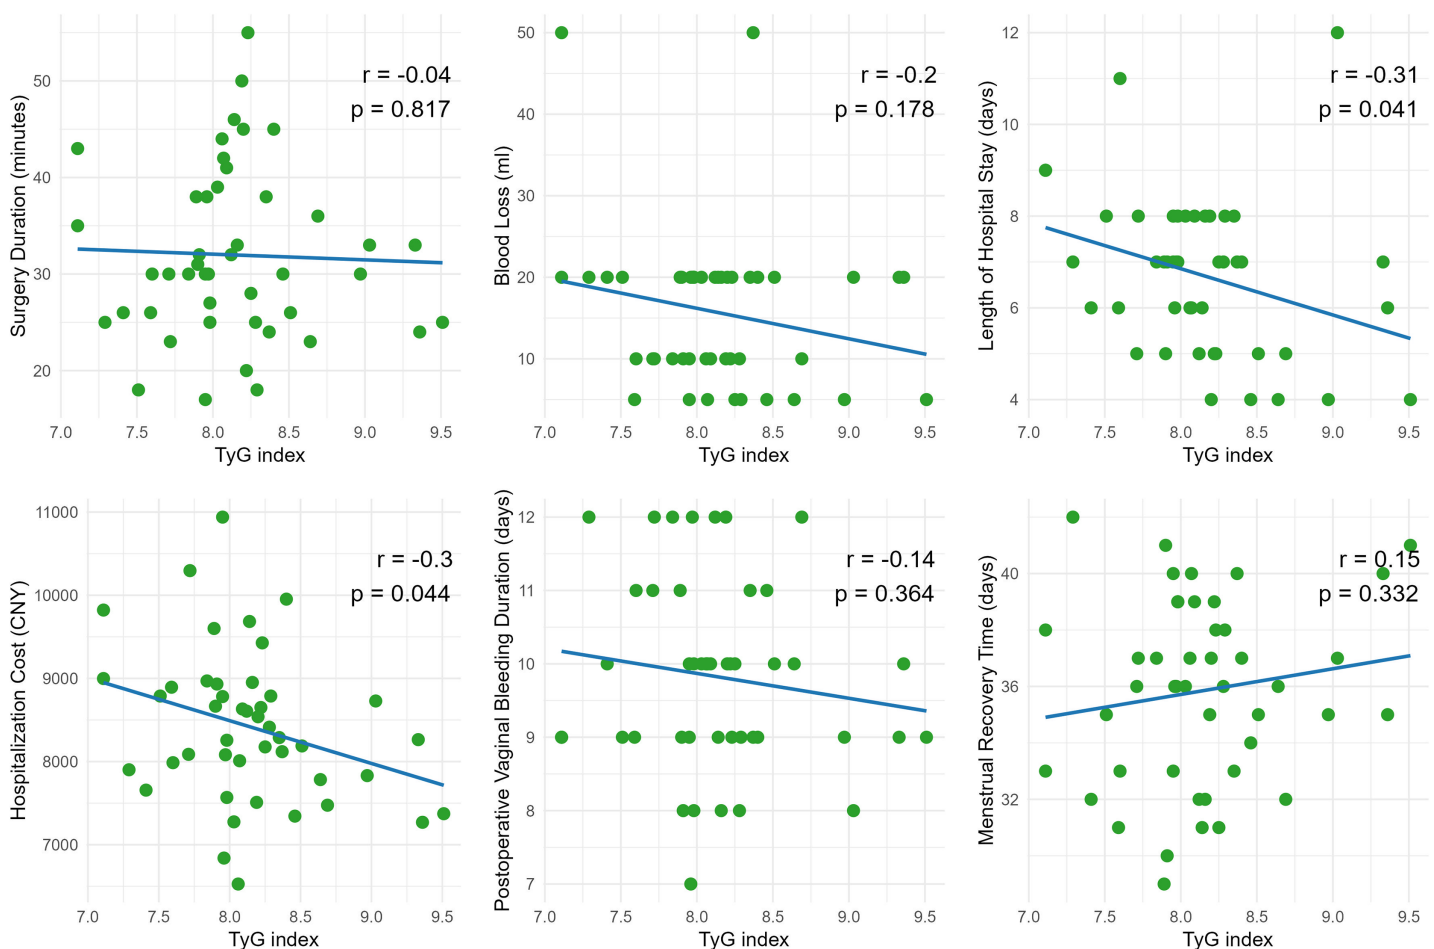 Surgery Duration (minutes)
50
40
30
20
r = -0.04
p = 0.817
7.0 7.5 8.0 8.5 9.0 9.5
TyG index
Blood Loss (ml)
50
40
30
20
10
r = -0.2
p = 0.178
7.0 7.5 8.0 8.5 9.0 9.5
TyG index
Length of Hospital Stay (days)
12
10
8
6
4
r = -0.31
p = 0.041
7.0 7.5 8.0 8.5 9.0 9.5
TyG index
Hospitalization Cost (CNY)
11000
10000
9000
8000
7000
r = -0.3
p = 0.044
7.0 7.5 8.0 8.5 9.0 9.5
TyG index
Postoperative Vaginal Bleeding Duration (days)
12
11
10
9
8
7
r = -0.14
p = 0.364
7.0 7.5 8.0 8.5 9.0 9.5
TyG index
Menstrual Recovery Time (days)
40
36
32
r = 0.15
p = 0.332
7.0 7.5 8.0 8.5 9.0 9.5
TyG index